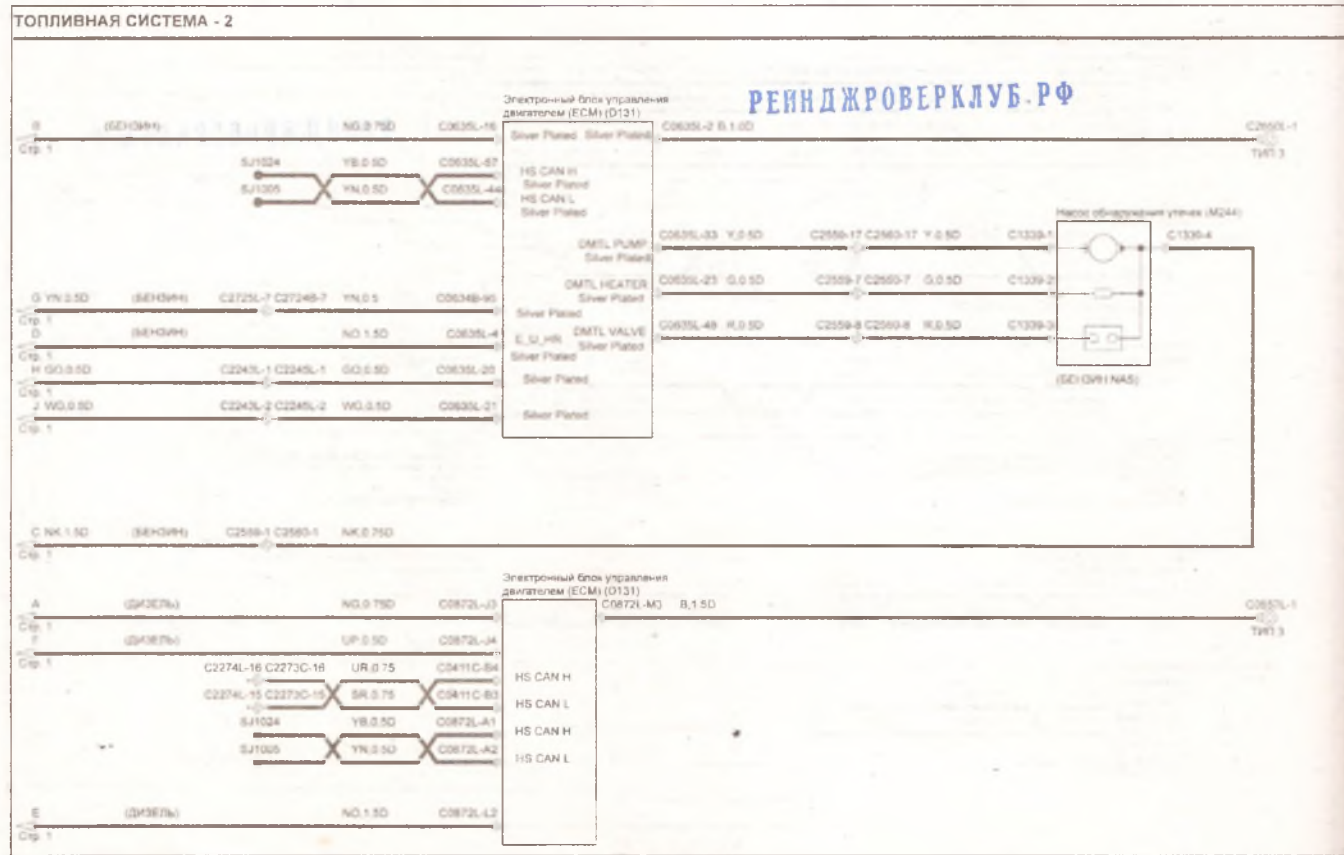 ТОПЛИВНАЯ СИСТЕМА - 2
РЕЙНДЖРОВЕРКЛУБ.РФ
Электронный блок управления
двигателем (ECM) (D131)
(БЕНЗИН) NG,0.75D C0635L-16 Silver Plated Silver Plated C0635L-2 B,1.0D
Стр. 1
ТИП 3
SJ1024 YB,0.5D C0635L-57 HS CAN H
Silver Plated
SJ1005 YN,0.5D C0635L-44 HS CAN L
Silver Plated
Насос обнаружения утечек (M244)
DMTL PUMP C0635L-33 Y,0.5D C2559-17 C2560-17 Y,0.5D C1339-1 C1339-4
Silver Plated
DMTL HEATER C0635L-23 G,0.5D C2559-7 C2560-7 G,0.5D C1339-2
Silver Plated
G YN,0.5D (БЕНЗИН) C2725L-7 C2724B-7 YN,0.5 C0634B-95
Silver Plated
Стр. 1
D (БЕНЗИН) NO,1.5D C0635L-4 E_U_HR
Silver Plated
DMTL VALVE C0635L-48 R,0.5D C2559-8 C2560-8 R,0.5D C1339-3
Silver Plated
Стр. 1
H GO,0.5D C2243L-1 C2245L-1 GO,0.5D C0635L-20 Silver Plated
(БЕНЗИН NAS)
Стр. 1
J WG,0.5D C2243L-2 C2245L-2 WG,0.5D C0635L-21 Silver Plated
Стр. 1
C NK,1.5D (БЕНЗИН) C2559-1 C2560-1 NK,0.75D
Стр. 1
Электронный блок управления
двигателем (ECM) (D131)
A (ДИЗЕЛЬ) NG,0.75D C0872L-J3 C0872L-M3 B,1.5D C0857L-1
Стр. 1
ТИП 3
(ДИЗЕЛЬ) UP,0.5D C0872L-J4
Стр. 1
C2274L-16 C2273C-16 UR,0.75 C0411C-B4 HS CAN H
C2274L-15 C2273C-15 SR,0.75 C0411C-B3 HS CAN L
SJ1024 YB,0.5D C0872L-A1 HS CAN H
SJ1005 YN,0.5D C0872L-A2 HS CAN L
E (ДИЗЕЛЬ) NO,1.5D C0872L-L2
Стр. 1